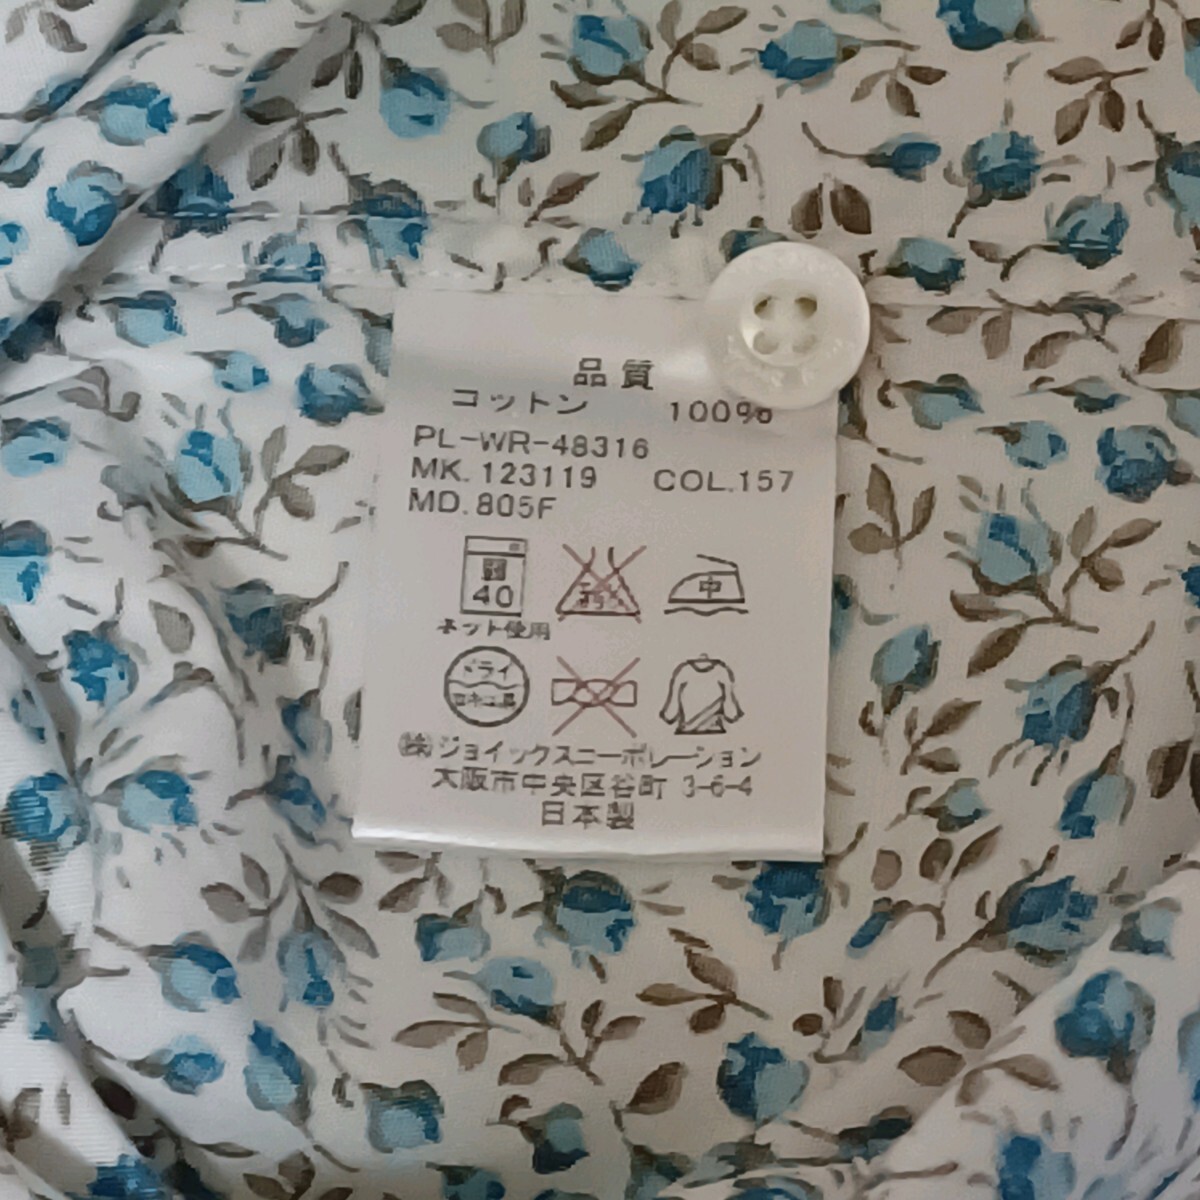 品質
コットン 100%
PL-WR-48316
MK.123119 COL.157
MD.805F
40
中
ネット使用
ドライ
㈱ジョイックスコーポレーション
大阪市中央区谷町 3-6-4
日本製